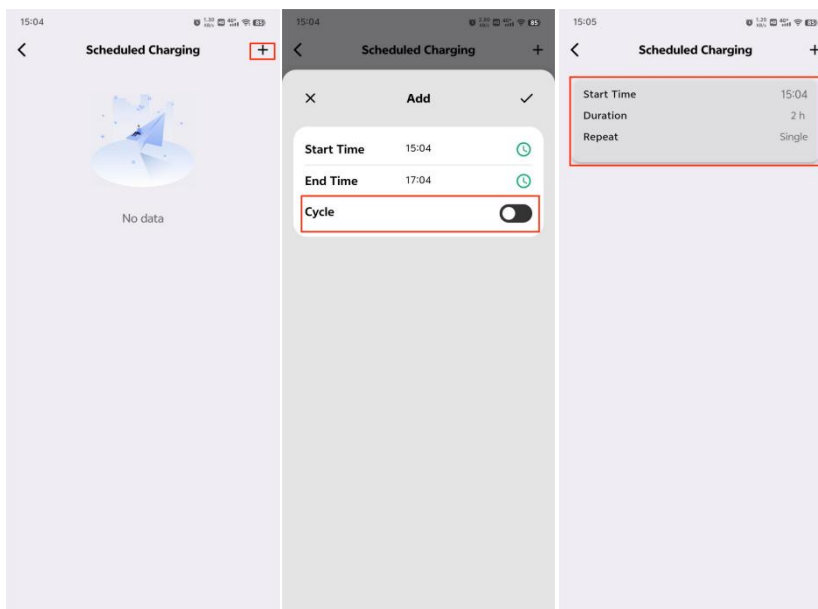 15:04
Scheduled Charging +
No data
15:04
Scheduled Charging +
× Add
Start Time 15:04
End Time 17:04
Cycle
15:05
Scheduled Charging +
Start Time 15:04
Duration 2 h
Repeat Single